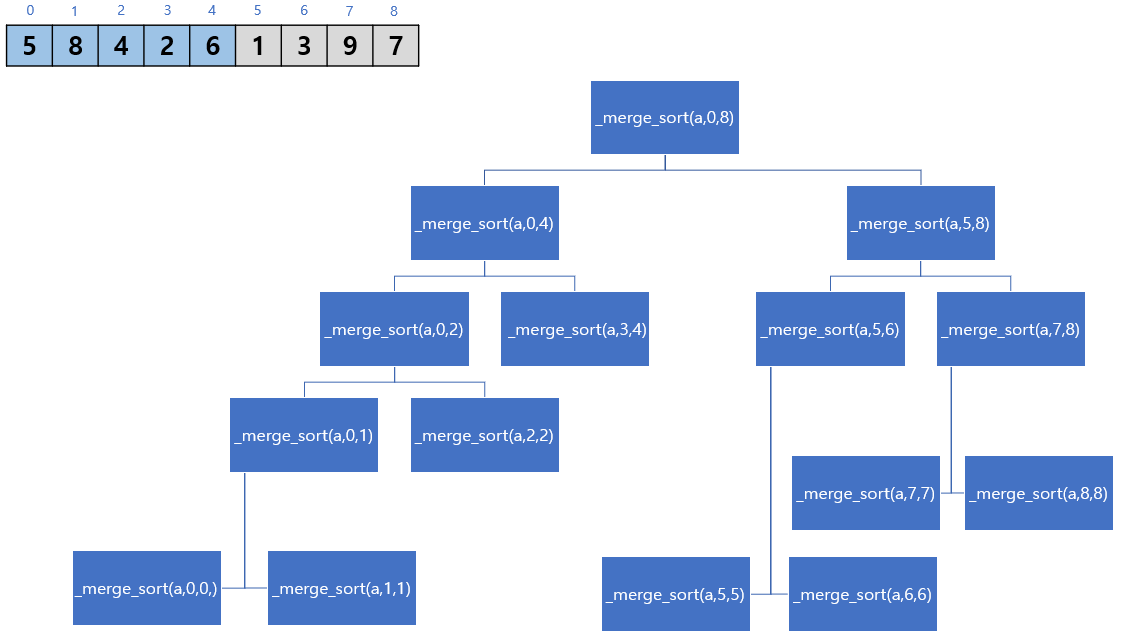 0 1 2 3 4 5 6 7 8
5 8 4 2 6 1 3 9 7
_merge_sort(a,0,8)
_merge_sort(a,0,4) _merge_sort(a,5,8)
_merge_sort(a,0,2) _merge_sort(a,3,4) _merge_sort(a,5,6) _merge_sort(a,7,8)
_merge_sort(a,0,1) _merge_sort(a,2,2)
_merge_sort(a,7,7) _merge_sort(a,8,8)
_merge_sort(a,0,0,) _merge_sort(a,1,1) _merge_sort(a,5,5) _merge_sort(a,6,6)